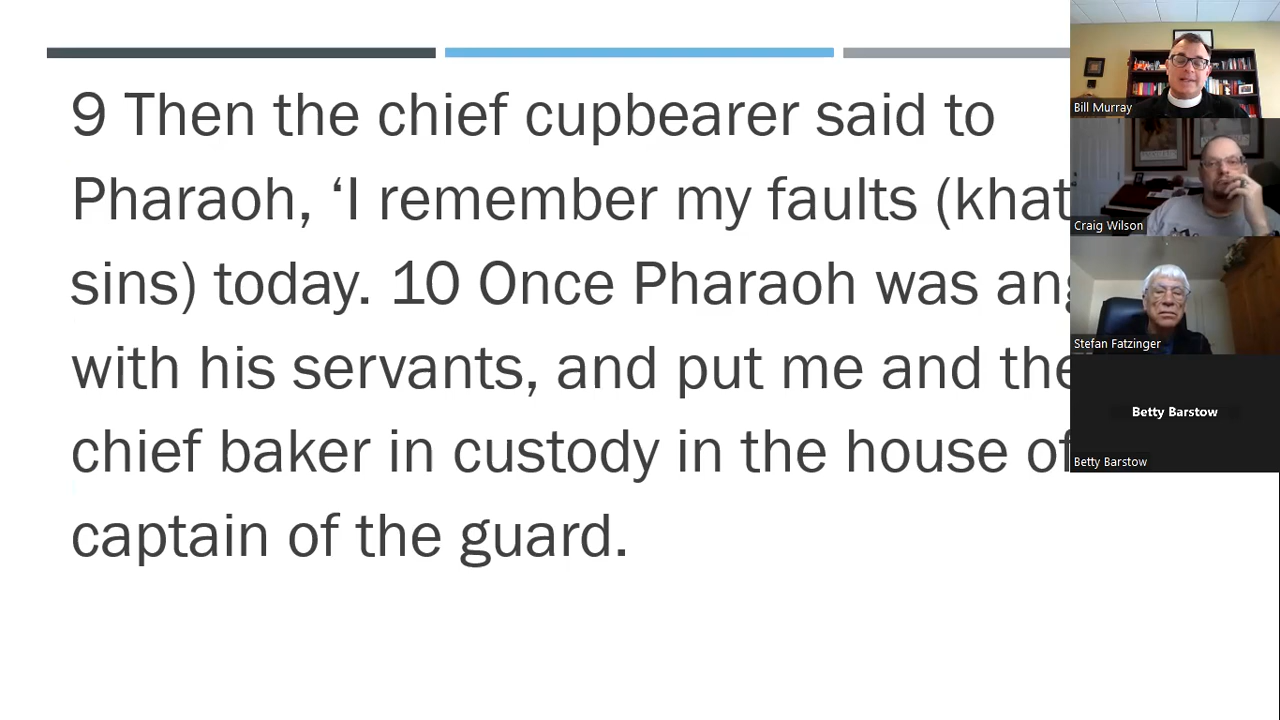 9 Then the chief cupbearer said to
Pharaoh, ‘I remember my faults (khat
sins) today. 10 Once Pharaoh was
with his servants, and put me and the
chief baker in custody in the house of
captain of the guard.
Bill Murray
Craig Wilson
Stefan Fatzinger
Betty Barstow
Betty Barstow